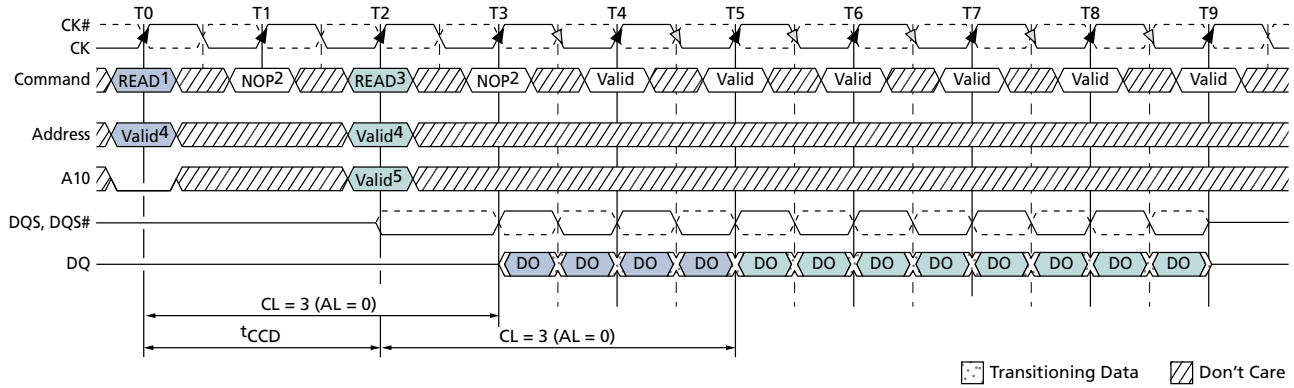 T0 T1 T2 T3 T4 T5 T6 T7 T8 T9
CK#
CK
Command READ1 NOP2 READ3 NOP2 Valid Valid Valid Valid Valid Valid
Address Valid4 Valid4
A10 Valid5
DQS, DQS#
DQ DO DO DO DO DO DO DO DO DO DO DO DO
CL = 3 (AL = 0)
tCCD CL = 3 (AL = 0)
Transitioning Data Don't Care